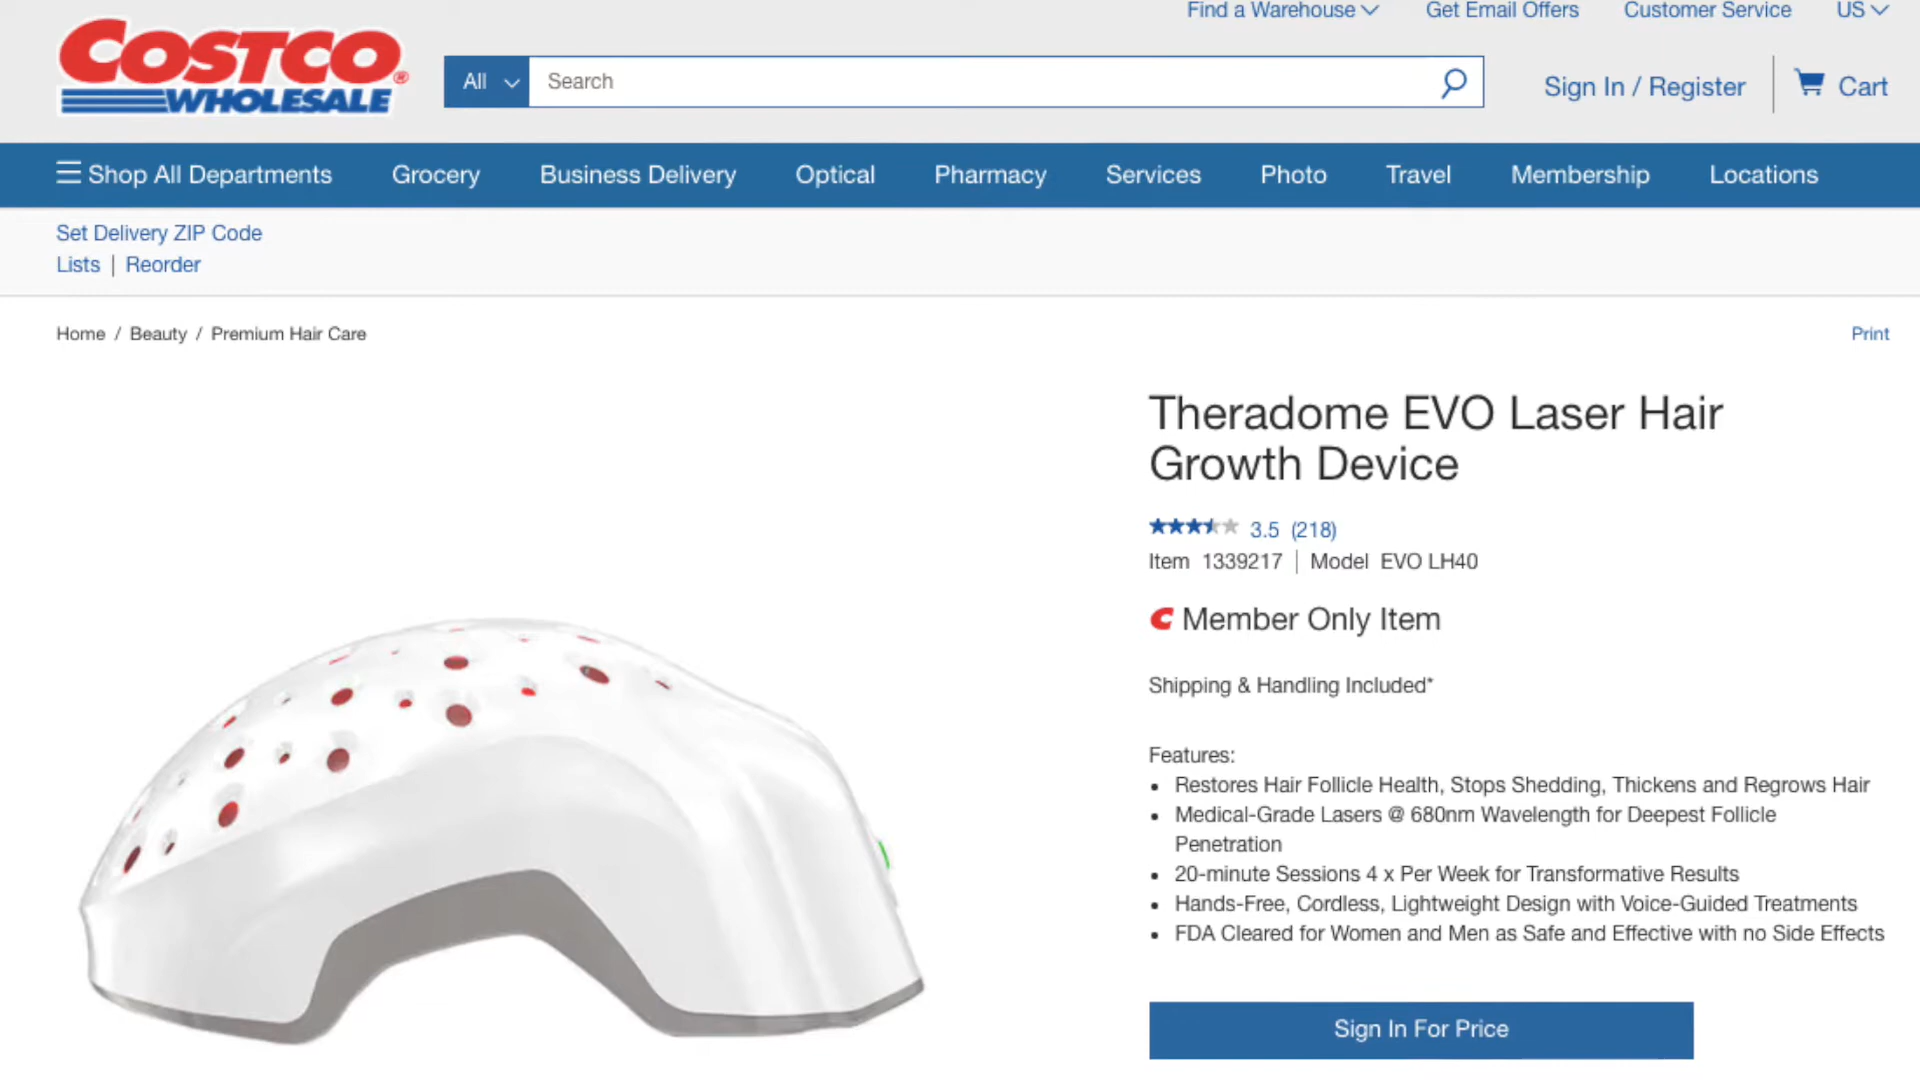 Find a Warehouse Get Email Offers Customer Service US
COSTCO®
WHOLESALE
All Search
Sign In / Register Cart
Shop All Departments Grocery Business Delivery Optical Pharmacy Services Photo Travel Membership Locations
Set Delivery ZIP Code
Lists | Reorder
Home / Beauty / Premium Hair Care
Print
Theradome EVO Laser Hair
Growth Device
3.5 (218)
Item 1339217 | Model EVO LH40
C Member Only Item
Shipping & Handling Included*
Features:
• Restores Hair Follicle Health, Stops Shedding, Thickens and Regrows Hair
• Medical-Grade Lasers @ 680nm Wavelength for Deepest Follicle
Penetration
• 20-minute Sessions 4 x Per Week for Transformative Results
• Hands-Free, Cordless, Lightweight Design with Voice-Guided Treatments
• FDA Cleared for Women and Men as Safe and Effective with no Side Effects
Sign In For Price